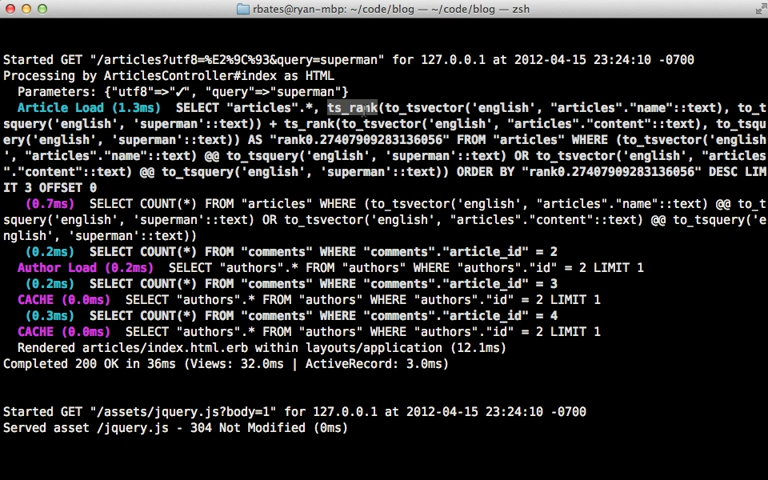 rbates@ryan-mbp: ~/code/blog — ~/code/blog — zsh
Started GET "/articles?utf8=%E2%9C%93&query=superman" for 127.0.0.1 at 2012-04-15 23:24:10 -0700
Processing by ArticlesController#index as HTML
Parameters: {"utf8"=>"✓", "query"=>"superman"}
Article Load (1.3ms)  SELECT "articles".*, ts_rank(to_tsvector('english', "articles"."name"::text), to_t
squery('english', 'superman'::text)) + ts_rank(to_tsvector('english', "articles"."content"::text), to_tsqu
ery('english', 'superman'::text)) AS "rank0.27407909283136056" FROM "articles" WHERE (to_tsvector('english
', "articles"."name"::text) @@ to_tsquery('english', 'superman'::text) OR to_tsvector('english', "articles
"."content"::text) @@ to_tsquery('english', 'superman'::text)) ORDER BY "rank0.27407909283136056" DESC LIM
IT 3 OFFSET 0
(0.7ms)  SELECT COUNT(*) FROM "articles" WHERE (to_tsvector('english', "articles"."name"::text) @@ to_t
squery('english', 'superman'::text) OR to_tsvector('english', "articles"."content"::text) @@ to_tsquery('e
nglish', 'superman'::text))
(0.2ms)  SELECT COUNT(*) FROM "comments" WHERE "comments"."article_id" = 2
Author Load (0.2ms)  SELECT "authors".* FROM "authors" WHERE "authors"."id" = 2 LIMIT 1
(0.2ms)  SELECT COUNT(*) FROM "comments" WHERE "comments"."article_id" = 3
CACHE (0.0ms)  SELECT "authors".* FROM "authors" WHERE "authors"."id" = 2 LIMIT 1
(0.3ms)  SELECT COUNT(*) FROM "comments" WHERE "comments"."article_id" = 4
CACHE (0.0ms)  SELECT "authors".* FROM "authors" WHERE "authors"."id" = 2 LIMIT 1
Rendered articles/index.html.erb within layouts/application (12.1ms)
Completed 200 OK in 36ms (Views: 32.0ms | ActiveRecord: 3.0ms)
Started GET "/assets/jquery.js?body=1" for 127.0.0.1 at 2012-04-15 23:24:10 -0700
Served asset /jquery.js - 304 Not Modified (0ms)